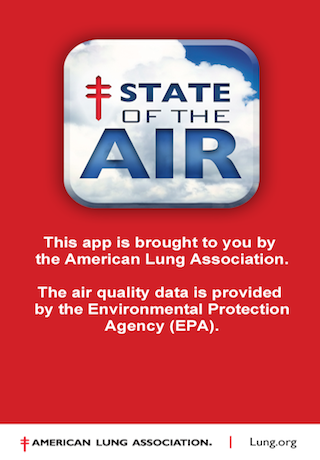 STATE
OF THE
AIR
This app is brought to you by
the American Lung Association.
The air quality data is provided
by the Environmental Protection
Agency (EPA).
AMERICAN LUNG ASSOCIATION. | Lung.org